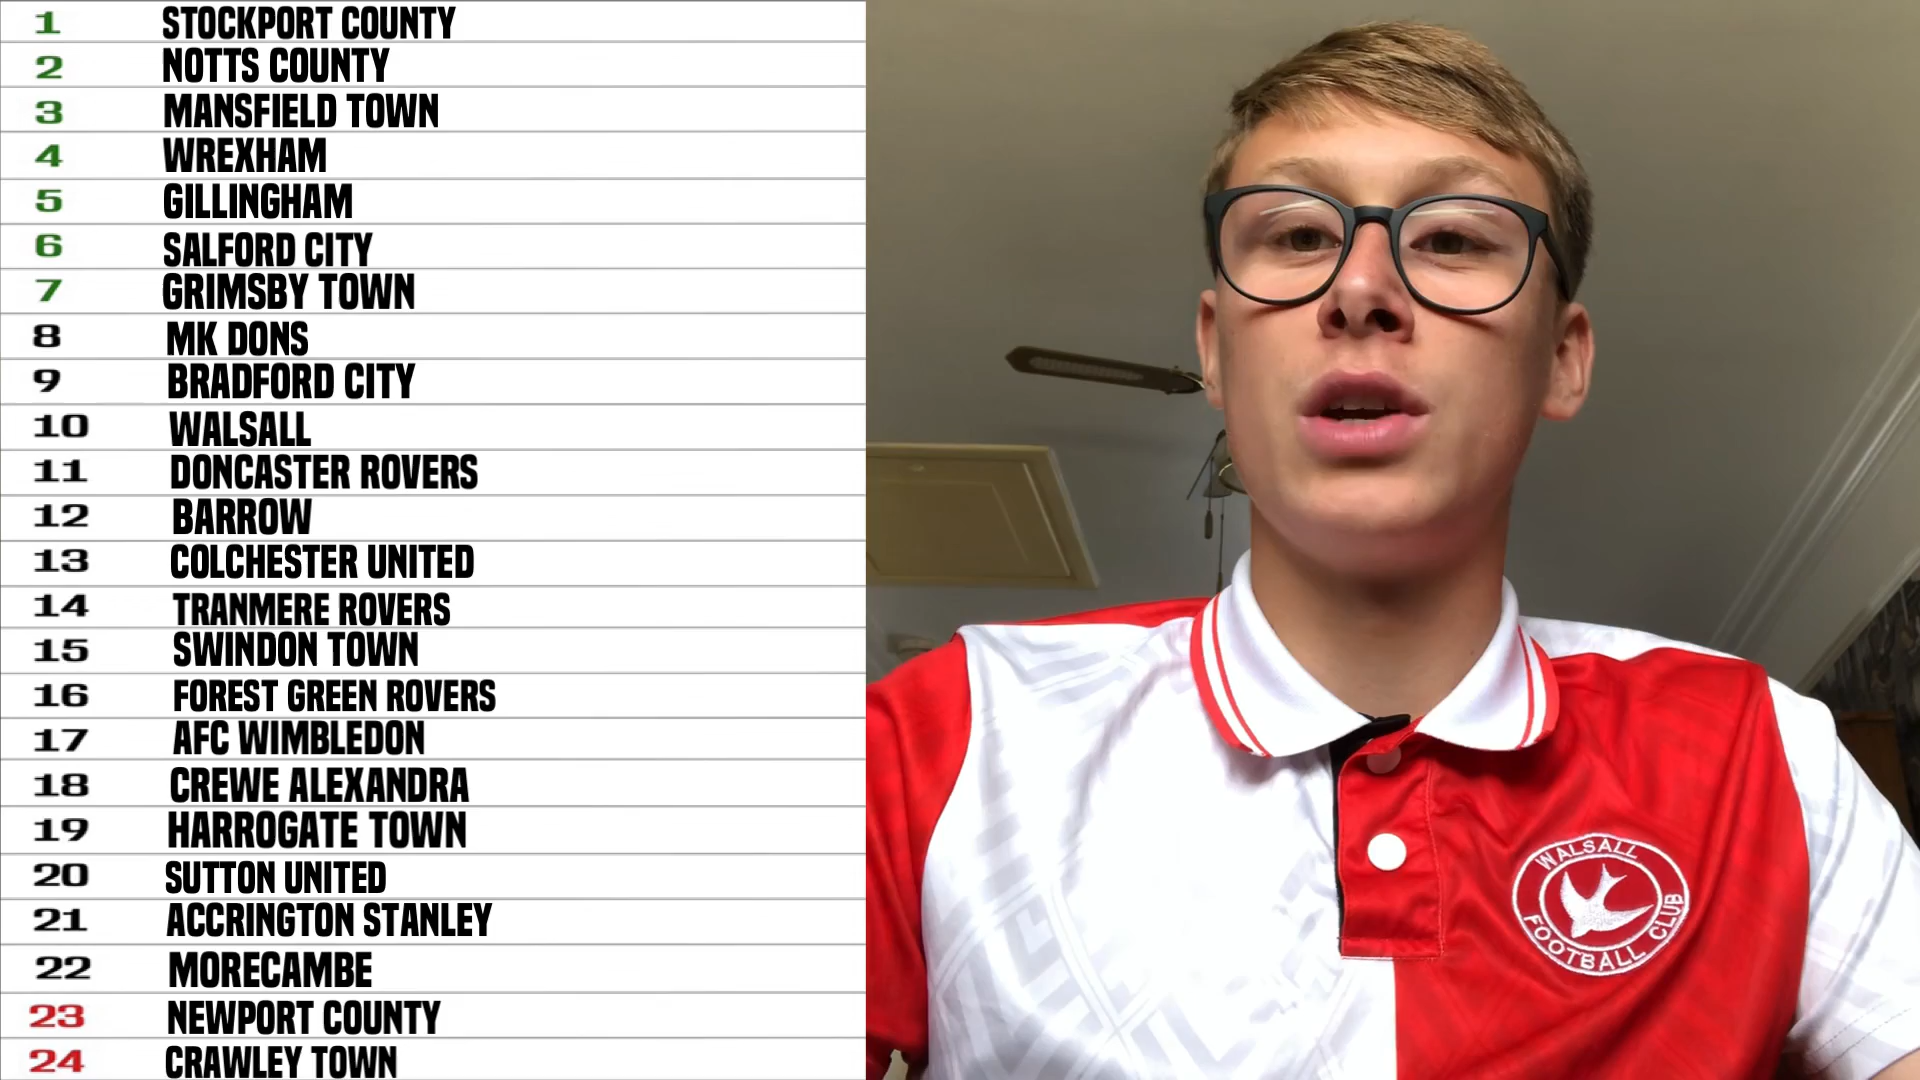 1 STOCKPORT COUNTY
2 NOTTS COUNTY
3 MANSFIELD TOWN
4 WREXHAM
5 GILLINGHAM
6 SALFORD CITY
7 GRIMSBY TOWN
8 MK DONS
9 BRADFORD CITY
10 WALSALL
11 DONCASTER ROVERS
12 BARROW
13 COLCHESTER UNITED
14 TRANMERE ROVERS
15 SWINDON TOWN
16 FOREST GREEN ROVERS
17 AFC WIMBLEDON
18 CREWE ALEXANDRA
19 HARROGATE TOWN
20 SUTTON UNITED
21 ACCRINGTON STANLEY
22 MORECAMBE
23 NEWPORT COUNTY
24 CRAWLEY TOWN
WALSALL
FOOTBALL CLUB